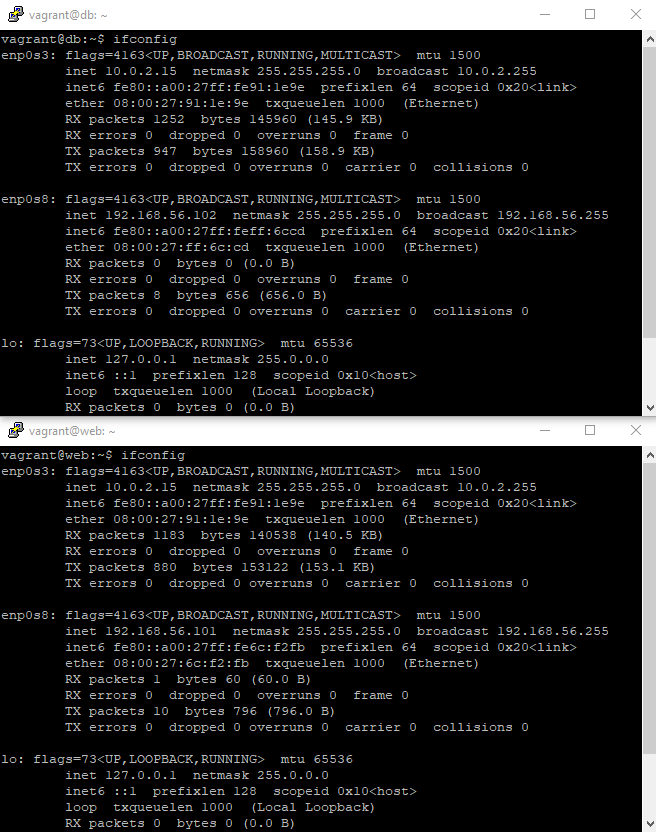 vagrant@db: ~
vagrant@db:~$ ifconfig
enp0s3: flags=4163<UP,BROADCAST,RUNNING,MULTICAST>  mtu 1500
        inet 10.0.2.15  netmask 255.255.255.0  broadcast 10.0.2.255
        inet6 fe80::a00:27ff:fe91:1e9e  prefixlen 64  scopeid 0x20<link>
        ether 08:00:27:91:1e:9e  txqueuelen 1000  (Ethernet)
        RX packets 1252  bytes 145960 (145.9 KB)
        RX errors 0  dropped 0  overruns 0  frame 0
        TX packets 947  bytes 158960 (158.9 KB)
        TX errors 0  dropped 0 overruns 0  carrier 0  collisions 0
enp0s8: flags=4163<UP,BROADCAST,RUNNING,MULTICAST>  mtu 1500
        inet 192.168.56.102  netmask 255.255.255.0  broadcast 192.168.56.255
        inet6 fe80::a00:27ff:feff:6ccd  prefixlen 64  scopeid 0x20<link>
        ether 08:00:27:ff:6c:cd  txqueuelen 1000  (Ethernet)
        RX packets 0  bytes 0 (0.0 B)
        RX errors 0  dropped 0  overruns 0  frame 0
        TX packets 8  bytes 656 (656.0 B)
        TX errors 0  dropped 0 overruns 0  carrier 0  collisions 0
lo: flags=73<UP,LOOPBACK,RUNNING>  mtu 65536
        inet 127.0.0.1  netmask 255.0.0.0
        inet6 ::1  prefixlen 128  scopeid 0x10<host>
        loop  txqueuelen 1000  (Local Loopback)
        RX packets 0  bytes 0 (0.0 B)
vagrant@web: ~
vagrant@web:~$ ifconfig
enp0s3: flags=4163<UP,BROADCAST,RUNNING,MULTICAST>  mtu 1500
        inet 10.0.2.15  netmask 255.255.255.0  broadcast 10.0.2.255
        inet6 fe80::a00:27ff:fe91:1e9e  prefixlen 64  scopeid 0x20<link>
        ether 08:00:27:91:1e:9e  txqueuelen 1000  (Ethernet)
        RX packets 1183  bytes 140538 (140.5 KB)
        RX errors 0  dropped 0  overruns 0  frame 0
        TX packets 880  bytes 153122 (153.1 KB)
        TX errors 0  dropped 0 overruns 0  carrier 0  collisions 0
enp0s8: flags=4163<UP,BROADCAST,RUNNING,MULTICAST>  mtu 1500
        inet 192.168.56.101  netmask 255.255.255.0  broadcast 192.168.56.255
        inet6 fe80::a00:27ff:fe6c:f2fb  prefixlen 64  scopeid 0x20<link>
        ether 08:00:27:6c:f2:fb  txqueuelen 1000  (Ethernet)
        RX packets 1  bytes 60 (60.0 B)
        RX errors 0  dropped 0  overruns 0  frame 0
        TX packets 10  bytes 796 (796.0 B)
        TX errors 0  dropped 0 overruns 0  carrier 0  collisions 0
lo: flags=73<UP,LOOPBACK,RUNNING>  mtu 65536
        inet 127.0.0.1  netmask 255.0.0.0
        inet6 ::1  prefixlen 128  scopeid 0x10<host>
        loop  txqueuelen 1000  (Local Loopback)
        RX packets 0  bytes 0 (0.0 B)